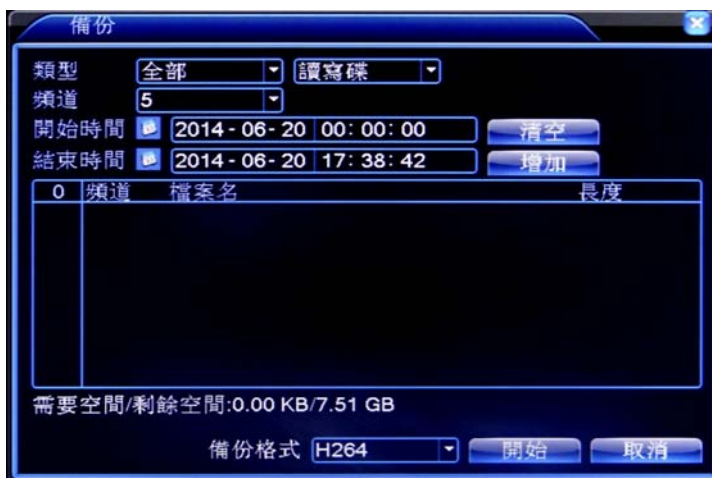 備份
類型 全部 讀寫碟
頻道 5
開始時間 2014-06-20 00:00:00 清空
結束時間 2014-06-20 17:38:42 增加
0 頻道 檔案名 長度
需要空間/剩餘空間:0.00 KB/7.51 GB
備份格式 H264 開始 取消